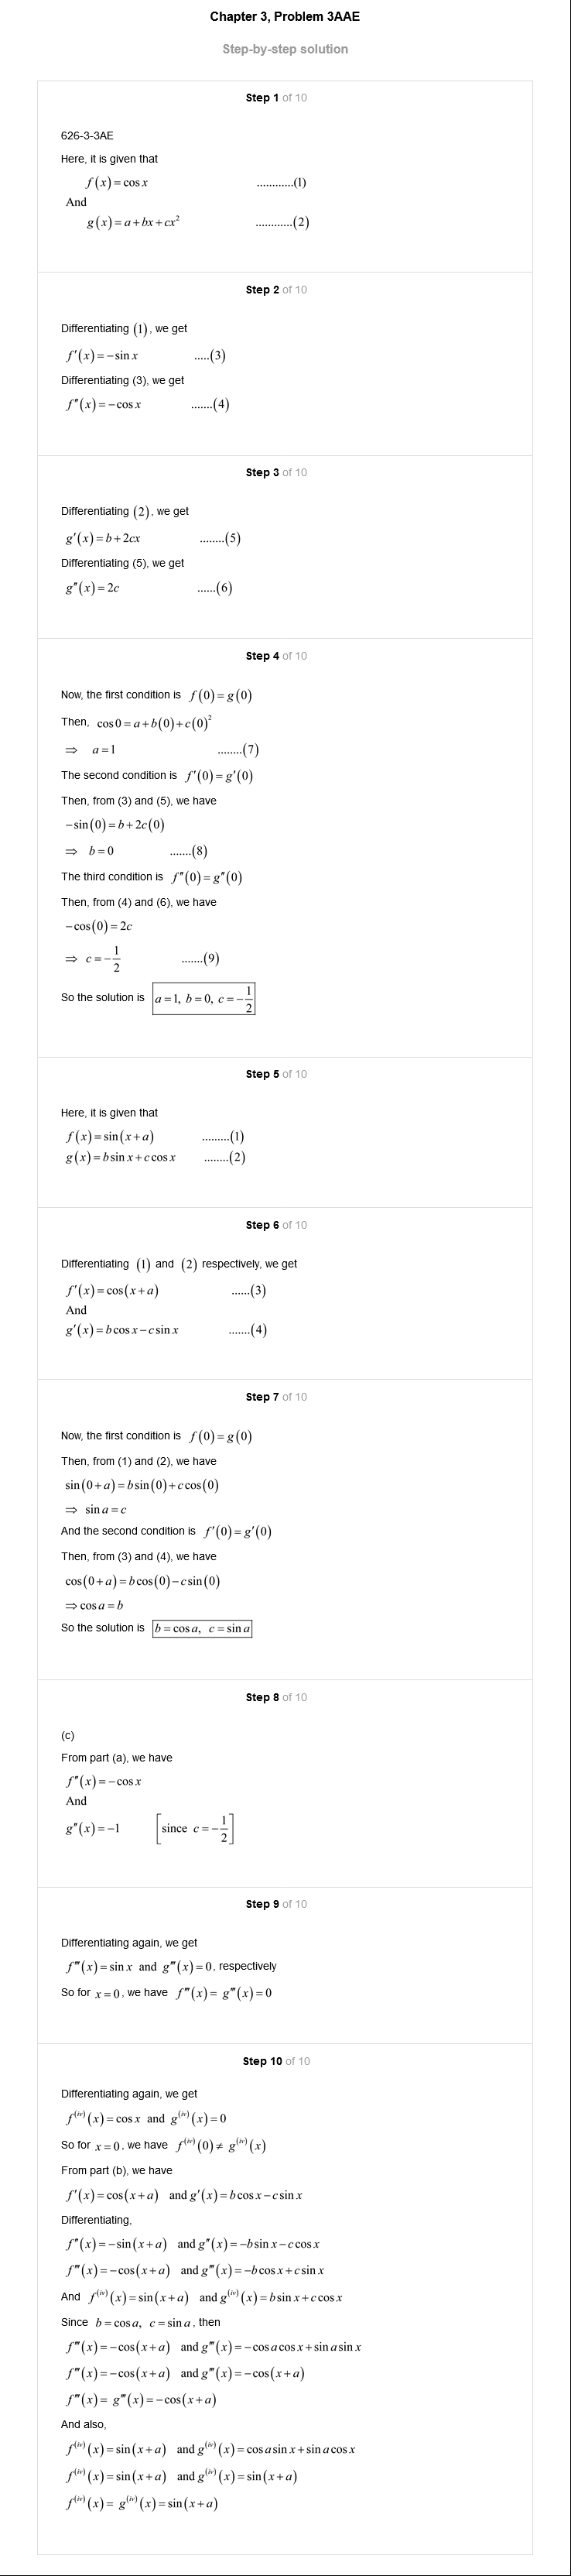 Chapter 3, Problem 3AAE
Step-by-step solution
Step 1 of 10
626-3-3AE
Here, it is given that
f(x) = cos x ............(1)
And
g(x) = a + bx + cx² ............(2)
Step 2 of 10
Differentiating (1), we get
f′(x) = −sin x .....(3)
Differentiating (3), we get
f″(x) = −cos x .......(4)
Step 3 of 10
Differentiating (2), we get
g′(x) = b + 2cx ........(5)
Differentiating (5), we get
g″(x) = 2c ......(6)
Step 4 of 10
Now, the first condition is f(0) = g(0)
Then, cos 0 = a + b(0) + c(0)²
⇒ a = 1 ........(7)
The second condition is f′(0) = g′(0)
Then, from (3) and (5), we have
−sin(0) = b + 2c(0)
⇒ b = 0 .......(8)
The third condition is f″(0) = g″(0)
Then, from (4) and (6), we have
−cos(0) = 2c
⇒ c = −1/2 .......(9)
So the solution is a = 1, b = 0, c = −1/2
Step 5 of 10
Here, it is given that
f(x) = sin(x + a) .........(1)
g(x) = b sin x + c cos x ........(2)
Step 6 of 10
Differentiating (1) and (2) respectively, we get
f′(x) = cos(x + a) ......(3)
And
g′(x) = b cos x − c sin x .......(4)
Step 7 of 10
Now, the first condition is f(0) = g(0)
Then, from (1) and (2), we have
sin(0 + a) = b sin(0) + c cos(0)
⇒ sin a = c
And the second condition is f′(0) = g′(0)
Then, from (3) and (4), we have
cos(0 + a) = b cos(0) − c sin(0)
⇒ cos a = b
So the solution is b = cos a, c = sin a
Step 8 of 10
(c)
From part (a), we have
f″(x) = −cos x
And
g″(x) = −1 [since c = −1/2]
Step 9 of 10
Differentiating again, we get
f‴(x) = sin x and g‴(x) = 0, respectively
So for x = 0, we have f‴(x) = g‴(x) = 0
Step 10 of 10
Differentiating again, we get
f⁽ⁱᵛ⁾(x) = cos x and g⁽ⁱᵛ⁾(x) = 0
So for x = 0, we have f⁽ⁱᵛ⁾(0) ≠ g⁽ⁱᵛ⁾(x)
From part (b), we have
f′(x) = cos(x + a) and g′(x) = b cos x − c sin x
Differentiating,
f″(x) = −sin(x + a) and g″(x) = −b sin x − c cos x
f‴(x) = −cos(x + a) and g‴(x) = −b cos x + c sin x
And f⁽ⁱᵛ⁾(x) = sin(x + a) and g⁽ⁱᵛ⁾(x) = b sin x + c cos x
Since b = cos a, c = sin a, then
f‴(x) = −cos(x + a) and g‴(x) = −cos a cos x + sin a sin x
f‴(x) = −cos(x + a) and g‴(x) = −cos(x + a)
f‴(x) = g‴(x) = −cos(x + a)
And also,
f⁽ⁱᵛ⁾(x) = sin(x + a) and g⁽ⁱᵛ⁾(x) = cos a sin x + sin a cos x
f⁽ⁱᵛ⁾(x) = sin(x + a) and g⁽ⁱᵛ⁾(x) = sin(x + a)
f⁽ⁱᵛ⁾(x) = g⁽ⁱᵛ⁾(x) = sin(x + a)